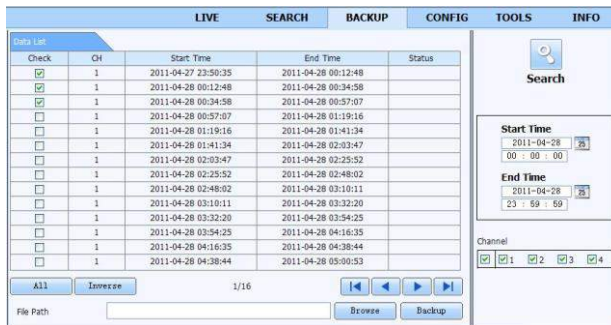 LIVE SEARCH BACKUP CONFIG TOOLS INFO
Data List
Check CH Start Time End Time Status
1 2011-04-27 23:50:35 2011-04-28 00:12:48
1 2011-04-28 00:12:48 2011-04-28 00:34:58
1 2011-04-28 00:34:58 2011-04-28 00:57:07
1 2011-04-28 00:57:07 2011-04-28 01:19:16
1 2011-04-28 01:19:16 2011-04-28 01:41:34
1 2011-04-28 01:41:34 2011-04-28 02:03:47
1 2011-04-28 02:03:47 2011-04-28 02:25:52
1 2011-04-28 02:25:52 2011-04-28 02:48:02
1 2011-04-28 02:48:02 2011-04-28 03:10:11
1 2011-04-28 03:10:11 2011-04-28 03:32:20
1 2011-04-28 03:32:20 2011-04-28 03:54:25
1 2011-04-28 03:54:25 2011-04-28 04:16:35
1 2011-04-28 04:16:35 2011-04-28 04:38:44
1 2011-04-28 04:38:44 2011-04-28 05:00:53
All Inverse 1/16
File Path Browse Backup
Search
Start Time
2011-04-28 25
00 : 00 : 00
End Time
2011-04-28 25
23 : 59 : 59
Channel
1 2 3 4